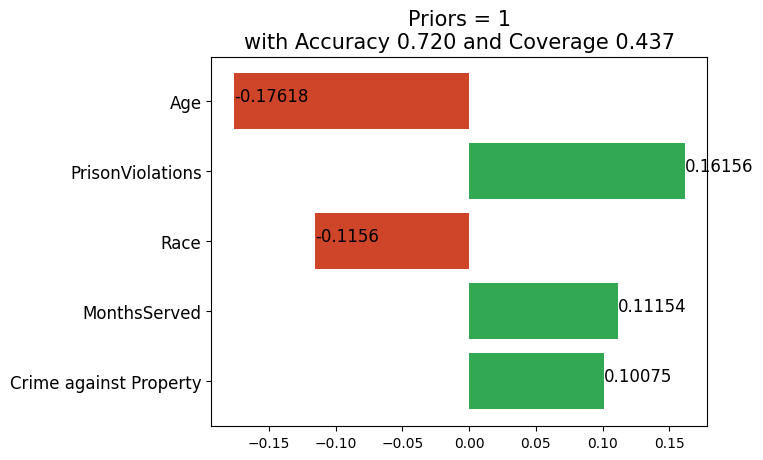 Priors = 1
with Accuracy 0.720 and Coverage 0.437
Age
-0.17618
PrisonViolations
0.16156
Race
-0.1156
MonthsServed
0.11154
Crime against Property
0.10075
−0.15 −0.10 −0.05 0.00 0.05 0.10 0.15